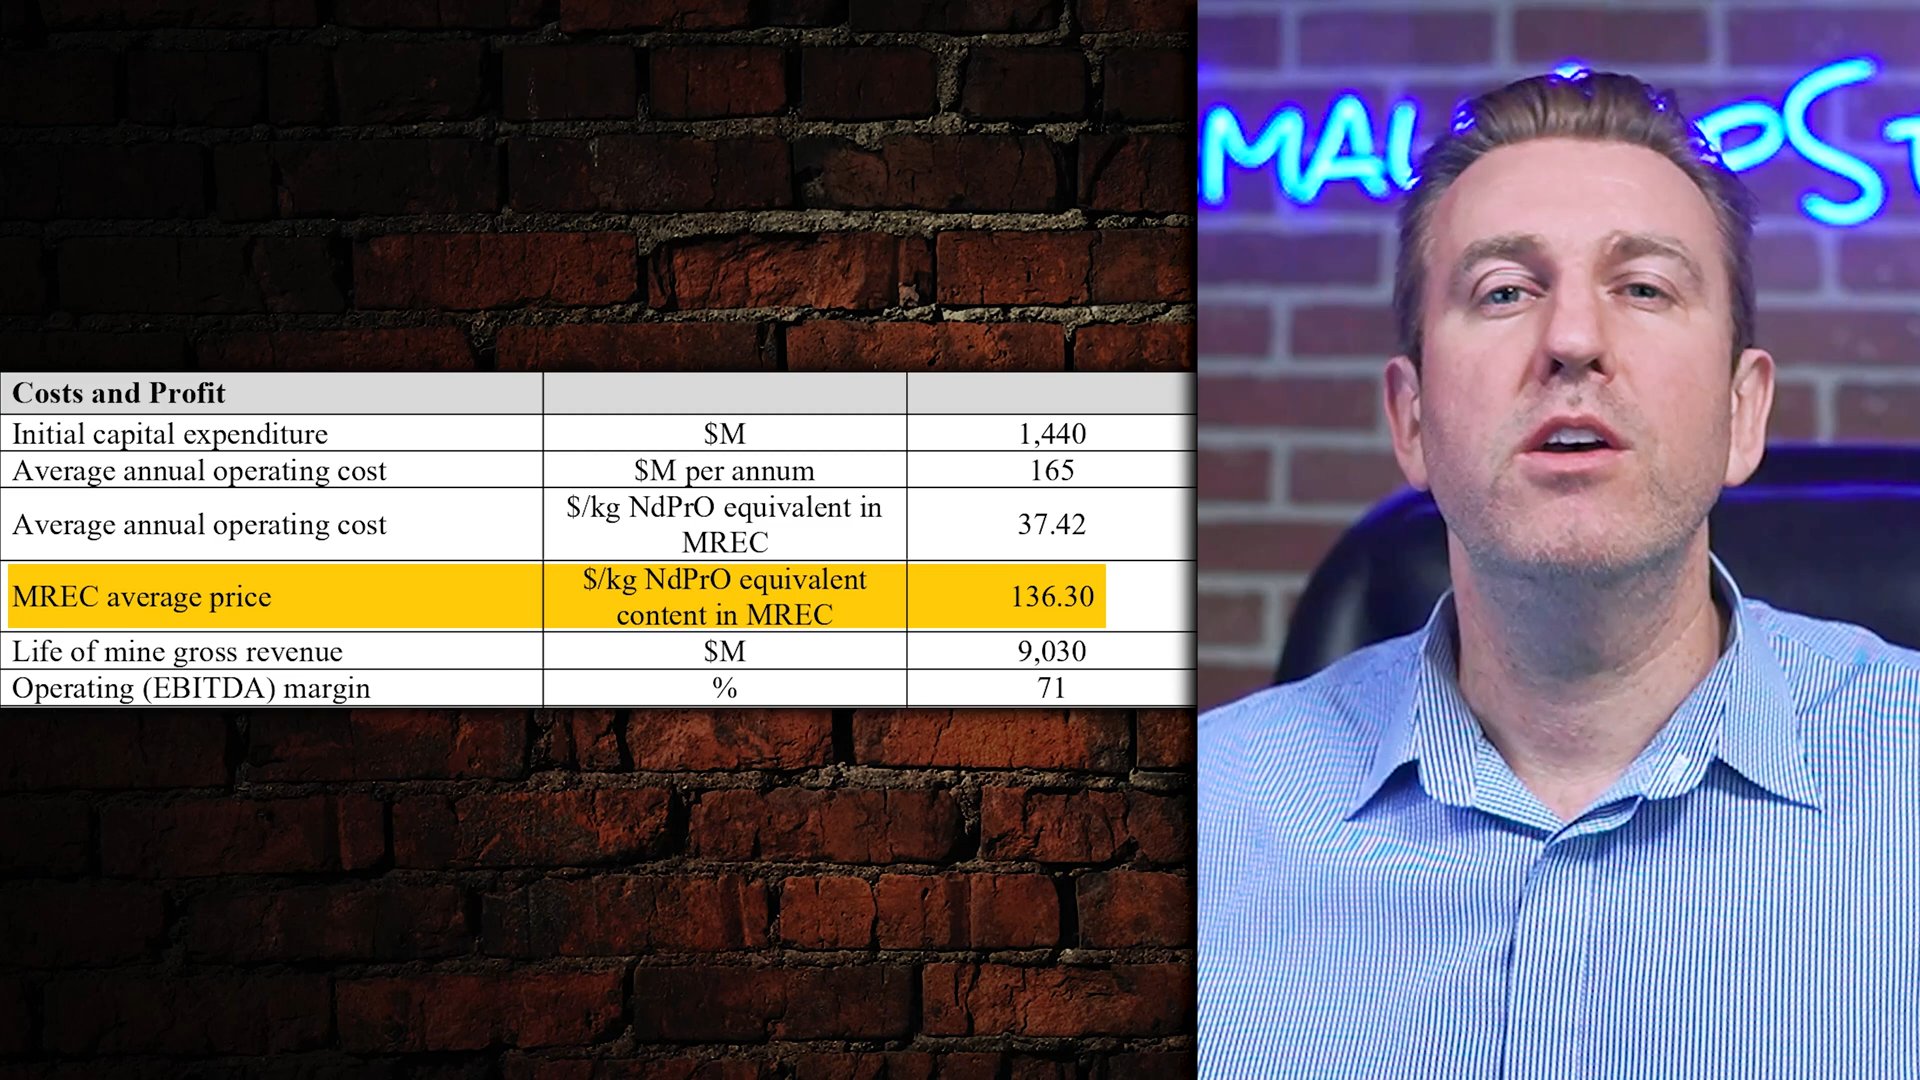 Costs and Profit
Initial capital expenditure $M 1,440
Average annual operating cost $M per annum 165
Average annual operating cost $/kg NdPrO equivalent in MREC 37.42
MREC average price $/kg NdPrO equivalent content in MREC 136.30
Life of mine gross revenue $M 9,030
Operating (EBITDA) margin % 71